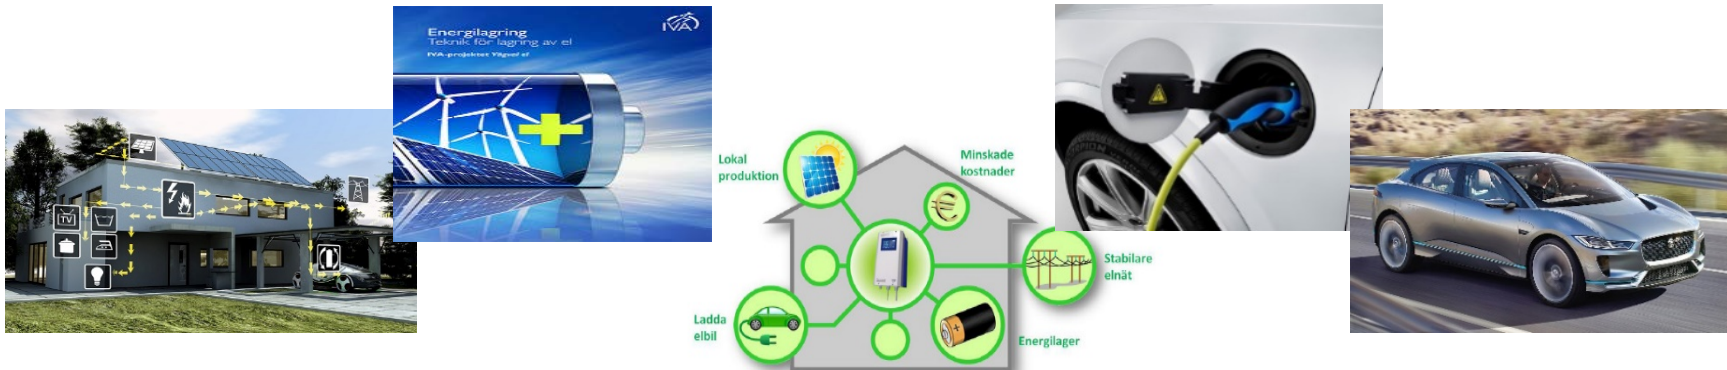 TV
IVA
Energilagring
Teknik för lagring av el
IVA-projektet Vägval el
Lokal
produktion
Minskade
kostnader
€
Stabilare
elnät
Ladda
elbil
Energilager